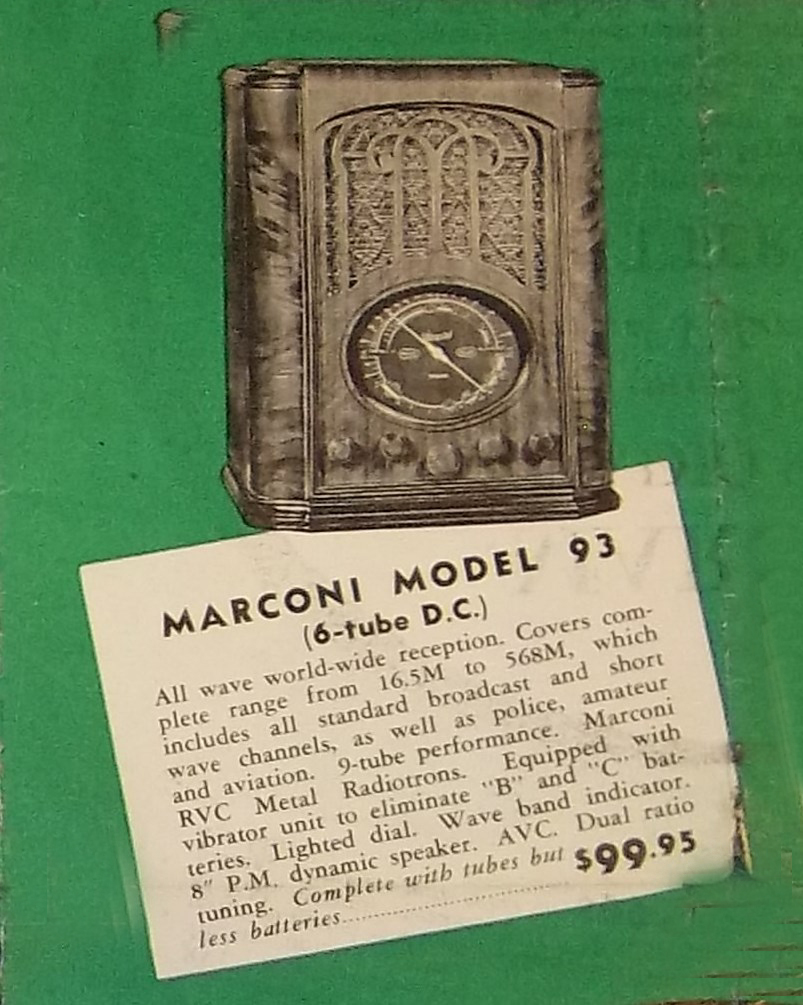 MARCONI MODEL 93
(6-tube D.C.)
All wave world-wide reception. Covers com-
plete range from 16.5M to 568M, which
includes all standard broadcast and short
wave channels, as well as police, amateur
and aviation. 9-tube performance. Marconi
RVC Metal Radiotrons. Equipped with
vibrator unit to eliminate "B" and "C" bat-
teries. Lighted dial. Wave band indicator.
8" P.M. dynamic speaker. AVC. Dual ratio
tuning. Complete with tubes but
less batteries.............................. $99.95